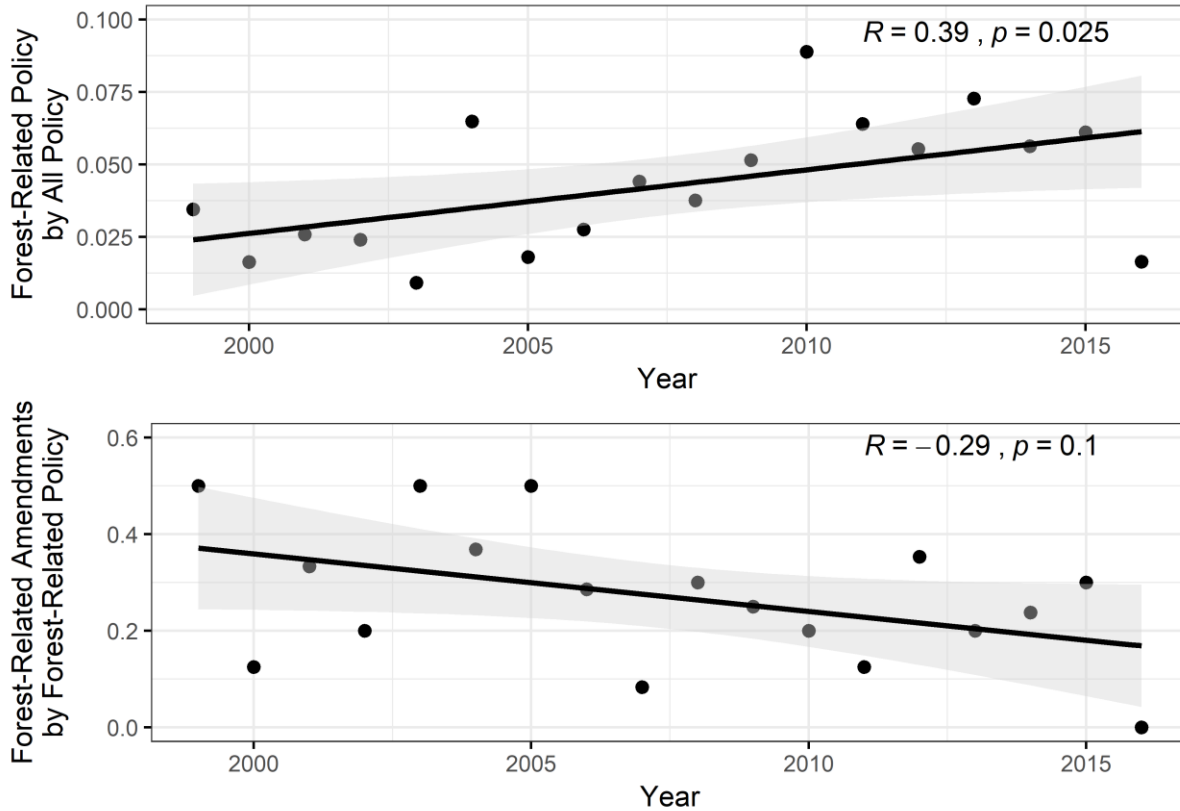 Forest-Related Policy
by All Policy
0.100
0.075
0.050
0.025
0.000
R = 0.39 , p = 0.025
2000 2005 2010 2015
Year
Forest-Related Amendments
by Forest-Related Policy
0.6
0.4
0.2
0.0
R = −0.29 , p = 0.1
2000 2005 2010 2015
Year